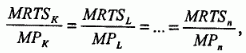 MRTS_K / MP_K = MRTS_L / MP_L = ... = MRTS_n / MP_n ,